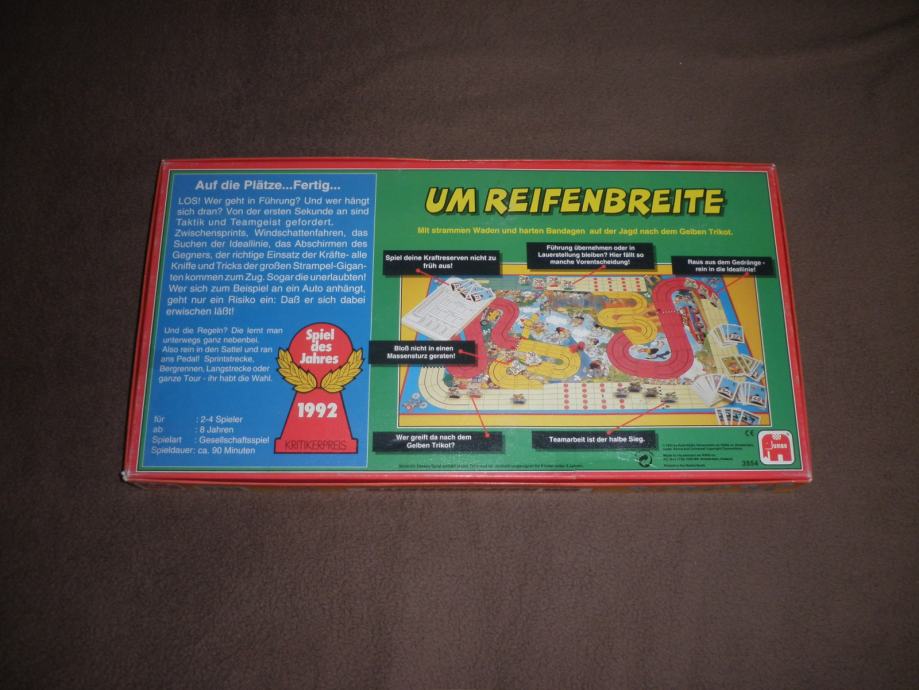 Auf die Plätze...Fertig...
LOS! Wer geht in Führung? Und wer hängt
sich dran? Von der ersten Sekunde an sind
Taktik und Teamgeist gefordert.
Zwischensprints, Windschattenfahren, das
Suchen der Ideallinie, das Abschirmen des
Gegners, der richtige Einsatz der Kräfte- alle
Kniffe und Tricks der großen Strampel-Gigan-
ten kommen zum Zug. Sogar die unerlaubten!
Wer sich zum Beispiel an ein Auto anhängt,
geht nur ein Risiko ein: Daß er sich dabei
erwischen läßt!
Und die Regeln? Die lernt man
unterwegs ganz nebenbei.
Also rein in den Sattel und ran
ans Pedal! Sprintstrecke,
Bergrennen, Langstrecke oder
ganze Tour - ihr habt die Wahl.
Spiel
des
Jahres
1992
KRITIKERPREIS
für : 2-4 Spieler
ab : 8 Jahren
Spielart : Gesellschaftsspiel
Spieldauer: ca. 90 Minuten
UM REIFENBREITE
Mit strammen Waden und harten Bandagen auf der Jagd nach dem Gelben Trikot.
Spiel deine Kraftreserven nicht zu
früh aus!
Führung übernehmen oder in
Lauerstellung bleiben? Hier fällt so
manche Vorentscheidung!
Raus aus dem Gedränge -
rein in die Ideallinie!
Bloß nicht in einen
Massensturz geraten!
Wer greift da nach dem
Gelben Trikot?
Teamarbeit ist der halbe Sieg.
CE
Jumbo
3554